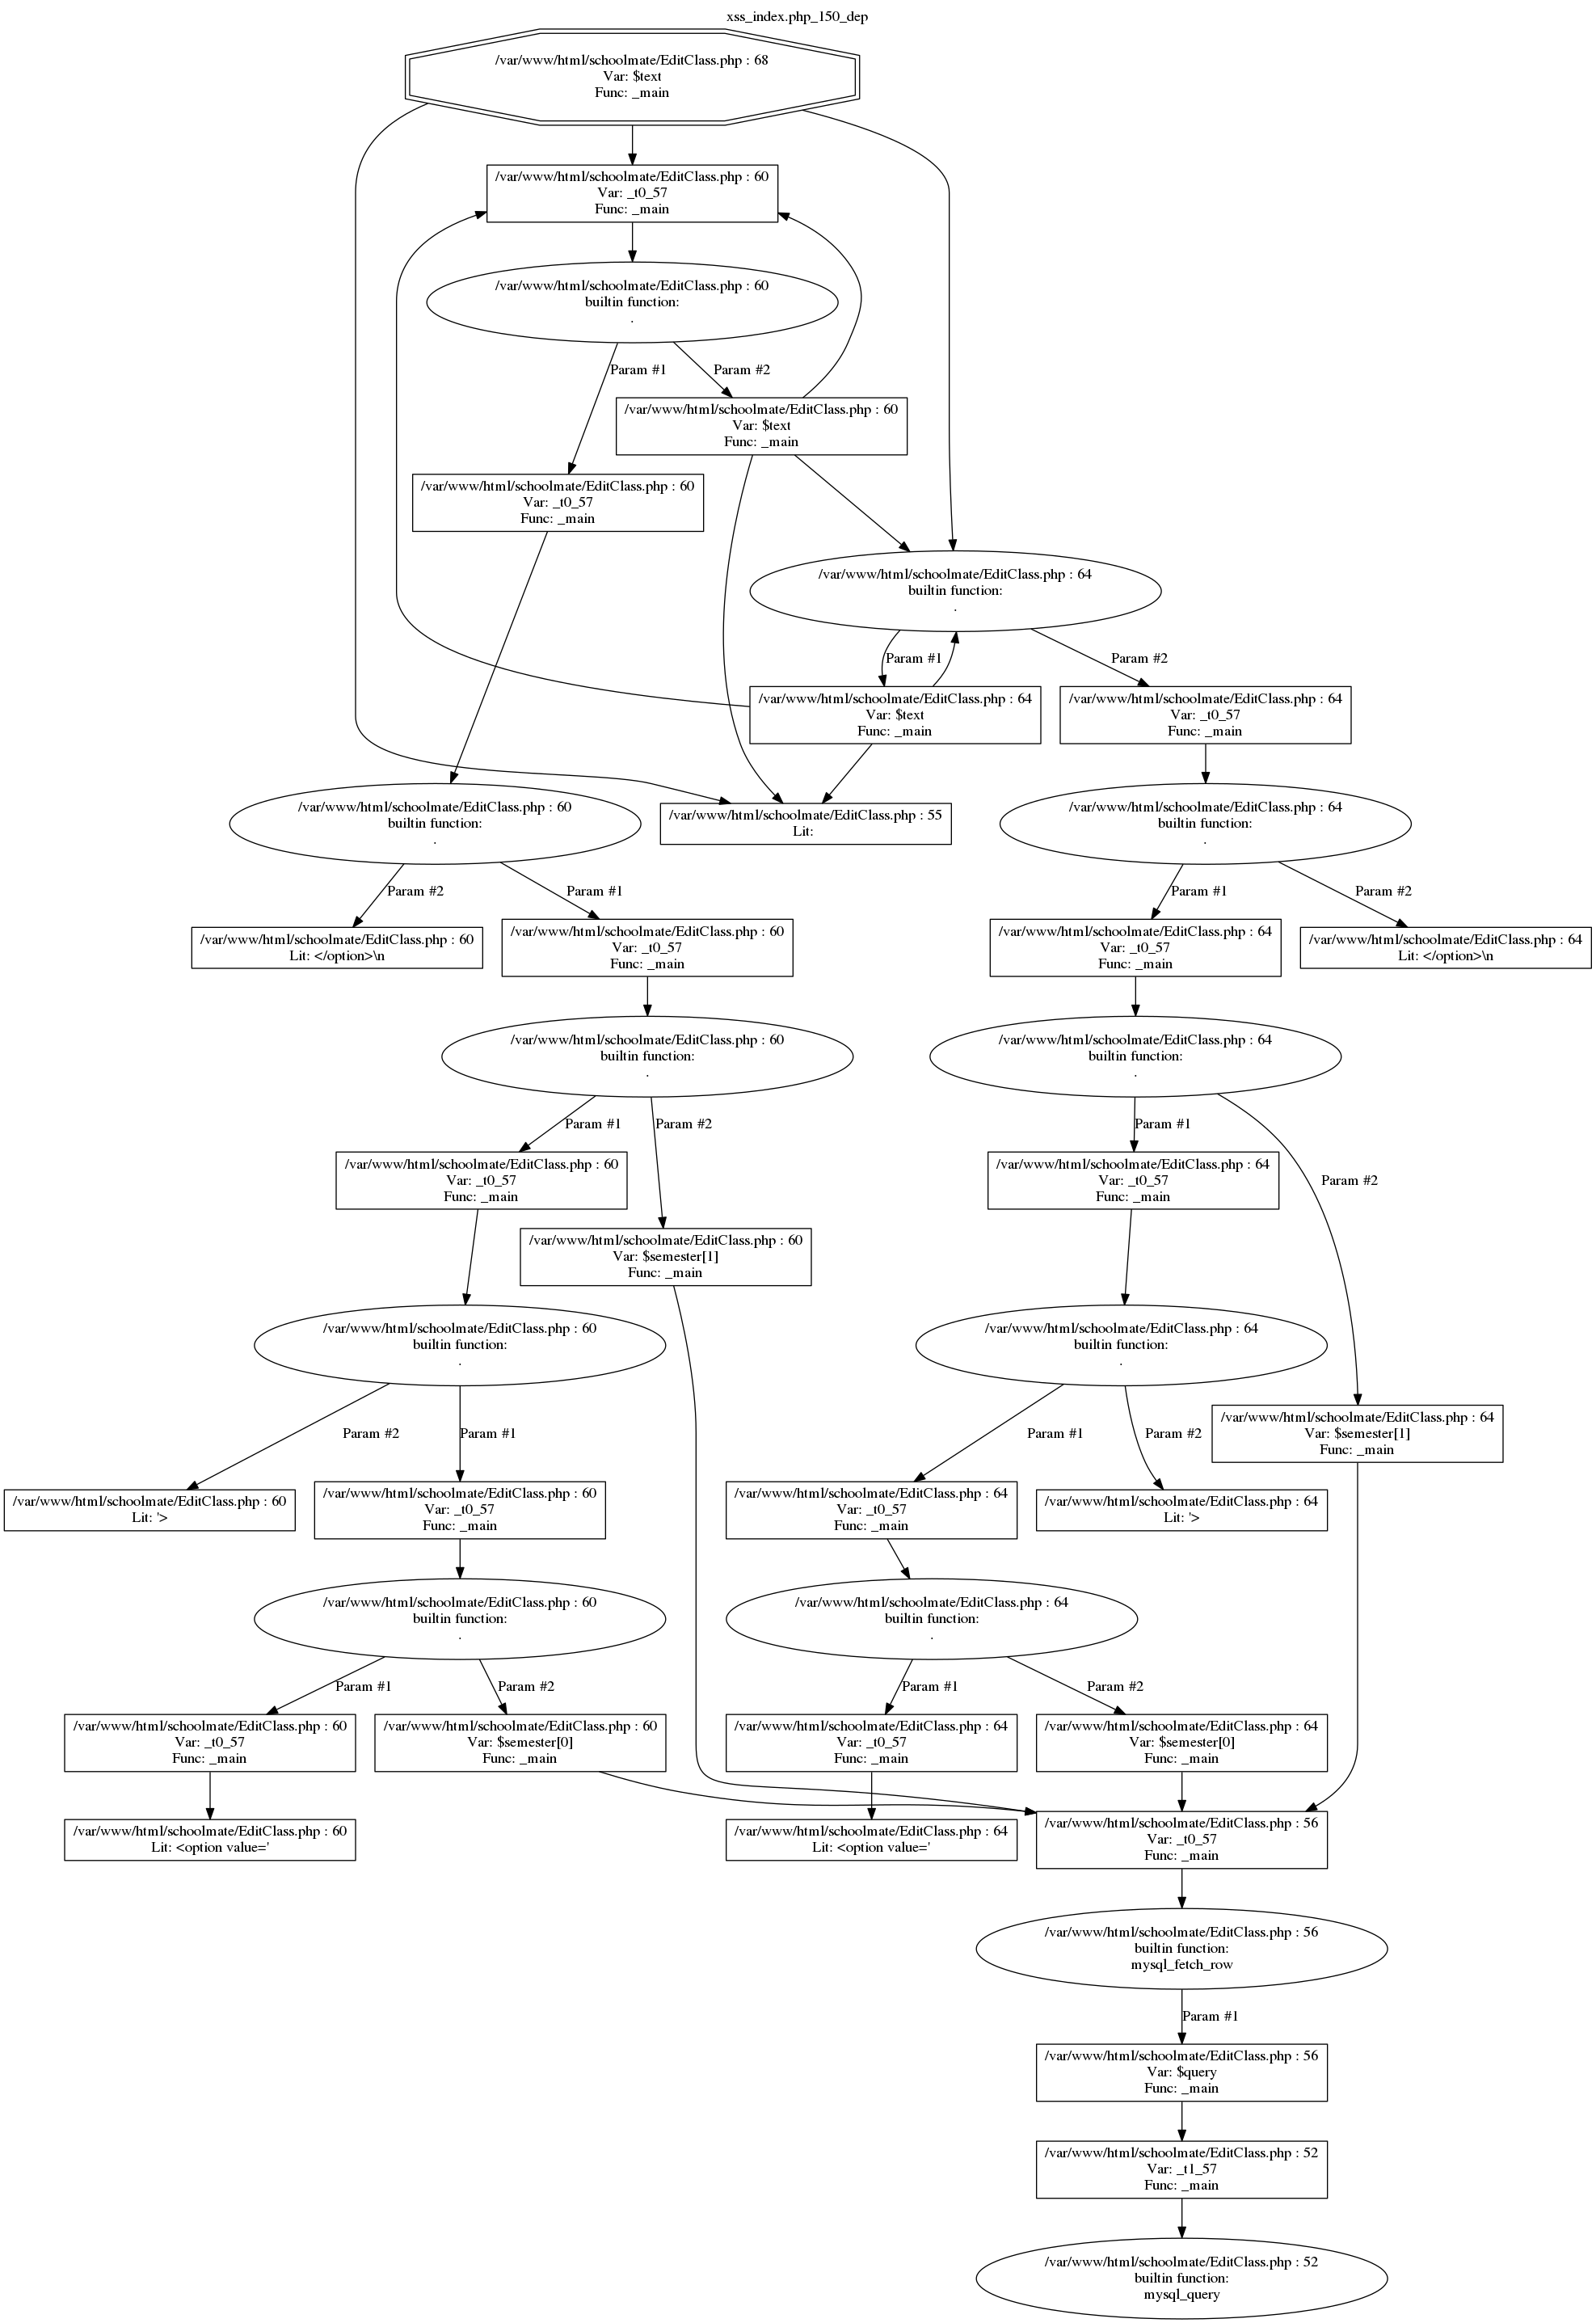 xss_index.php_150_dep
/var/www/html/schoolmate/EditClass.php : 68
Var: $text
Func: _main
/var/www/html/schoolmate/EditClass.php : 60
Var: _t0_57
Func: _main
/var/www/html/schoolmate/EditClass.php : 60
builtin function:
.
Param #1
Param #2
/var/www/html/schoolmate/EditClass.php : 60
Var: $text
Func: _main
/var/www/html/schoolmate/EditClass.php : 60
Var: _t0_57
Func: _main
/var/www/html/schoolmate/EditClass.php : 64
builtin function:
.
Param #1
Param #2
/var/www/html/schoolmate/EditClass.php : 64
Var: $text
Func: _main
/var/www/html/schoolmate/EditClass.php : 64
Var: _t0_57
Func: _main
/var/www/html/schoolmate/EditClass.php : 60
builtin function:
.
/var/www/html/schoolmate/EditClass.php : 55
Lit:
/var/www/html/schoolmate/EditClass.php : 64
builtin function:
.
Param #2
Param #1
Param #1
Param #2
/var/www/html/schoolmate/EditClass.php : 60
Lit: </option>\n
/var/www/html/schoolmate/EditClass.php : 60
Var: _t0_57
Func: _main
/var/www/html/schoolmate/EditClass.php : 64
Var: _t0_57
Func: _main
/var/www/html/schoolmate/EditClass.php : 64
Lit: </option>\n
/var/www/html/schoolmate/EditClass.php : 60
builtin function:
.
/var/www/html/schoolmate/EditClass.php : 64
builtin function:
.
Param #1
Param #2
Param #1
Param #2
/var/www/html/schoolmate/EditClass.php : 60
Var: _t0_57
Func: _main
/var/www/html/schoolmate/EditClass.php : 64
Var: _t0_57
Func: _main
/var/www/html/schoolmate/EditClass.php : 60
Var: $semester[1]
Func: _main
/var/www/html/schoolmate/EditClass.php : 60
builtin function:
.
/var/www/html/schoolmate/EditClass.php : 64
builtin function:
.
Param #2
Param #1
Param #1
Param #2
/var/www/html/schoolmate/EditClass.php : 64
Var: $semester[1]
Func: _main
/var/www/html/schoolmate/EditClass.php : 60
Lit: '>
/var/www/html/schoolmate/EditClass.php : 60
Var: _t0_57
Func: _main
/var/www/html/schoolmate/EditClass.php : 64
Var: _t0_57
Func: _main
/var/www/html/schoolmate/EditClass.php : 64
Lit: '>
/var/www/html/schoolmate/EditClass.php : 60
builtin function:
.
/var/www/html/schoolmate/EditClass.php : 64
builtin function:
.
Param #1
Param #2
Param #1
Param #2
/var/www/html/schoolmate/EditClass.php : 60
Var: _t0_57
Func: _main
/var/www/html/schoolmate/EditClass.php : 60
Var: $semester[0]
Func: _main
/var/www/html/schoolmate/EditClass.php : 64
Var: _t0_57
Func: _main
/var/www/html/schoolmate/EditClass.php : 64
Var: $semester[0]
Func: _main
/var/www/html/schoolmate/EditClass.php : 60
Lit: <option value='
/var/www/html/schoolmate/EditClass.php : 64
Lit: <option value='
/var/www/html/schoolmate/EditClass.php : 56
Var: _t0_57
Func: _main
/var/www/html/schoolmate/EditClass.php : 56
builtin function:
mysql_fetch_row
Param #1
/var/www/html/schoolmate/EditClass.php : 56
Var: $query
Func: _main
/var/www/html/schoolmate/EditClass.php : 52
Var: _t1_57
Func: _main
/var/www/html/schoolmate/EditClass.php : 52
builtin function:
mysql_query